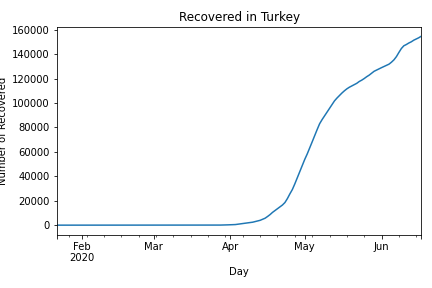 Recovered in Turkey
Number of Recovered
160000
140000
120000
100000
80000
60000
40000
20000
0
Feb
2020
Mar
Apr
May
Jun
Day